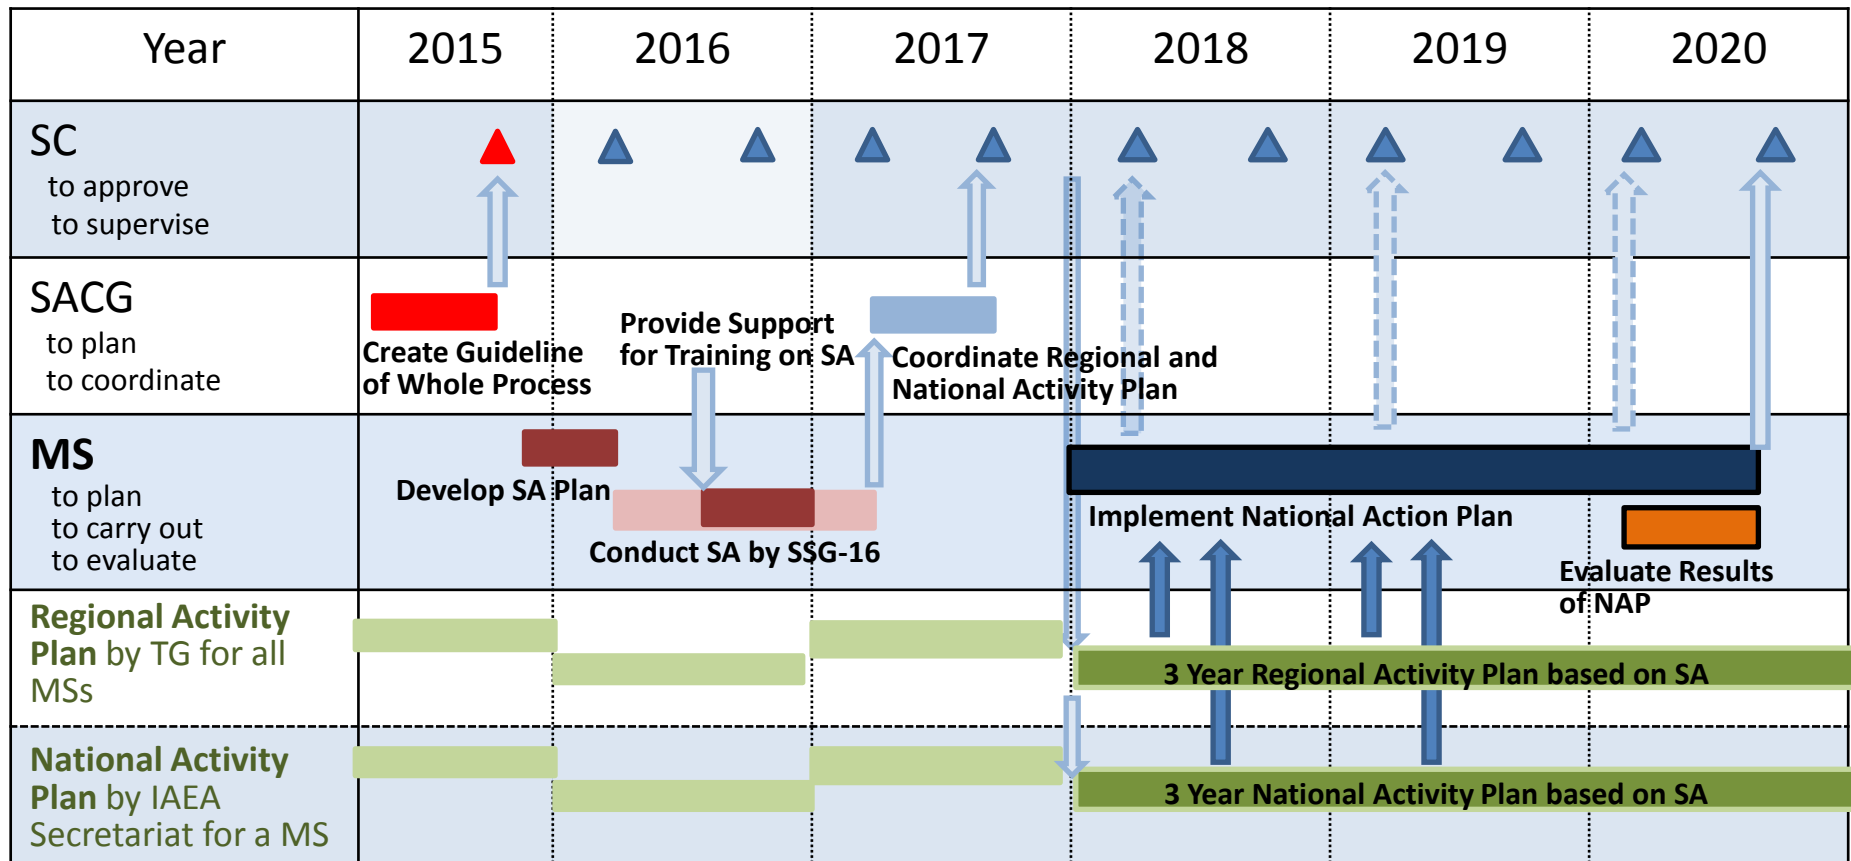 Year
2015
2016
2017
2018
2019
2020
SC
to approve
to supervise
SACG
to plan
to coordinate
Create Guideline
of Whole Process
Provide Support
for Training on SA
Coordinate Regional and
National Activity Plan
MS
to plan
to carry out
to evaluate
Develop SA Plan
Conduct SA by SSG-16
Implement National Action Plan
Evaluate Results
of NAP
Regional Activity
Plan by TG for all
MSs
3 Year Regional Activity Plan based on SA
National Activity
Plan by IAEA
Secretariat for a MS
3 Year National Activity Plan based on SA